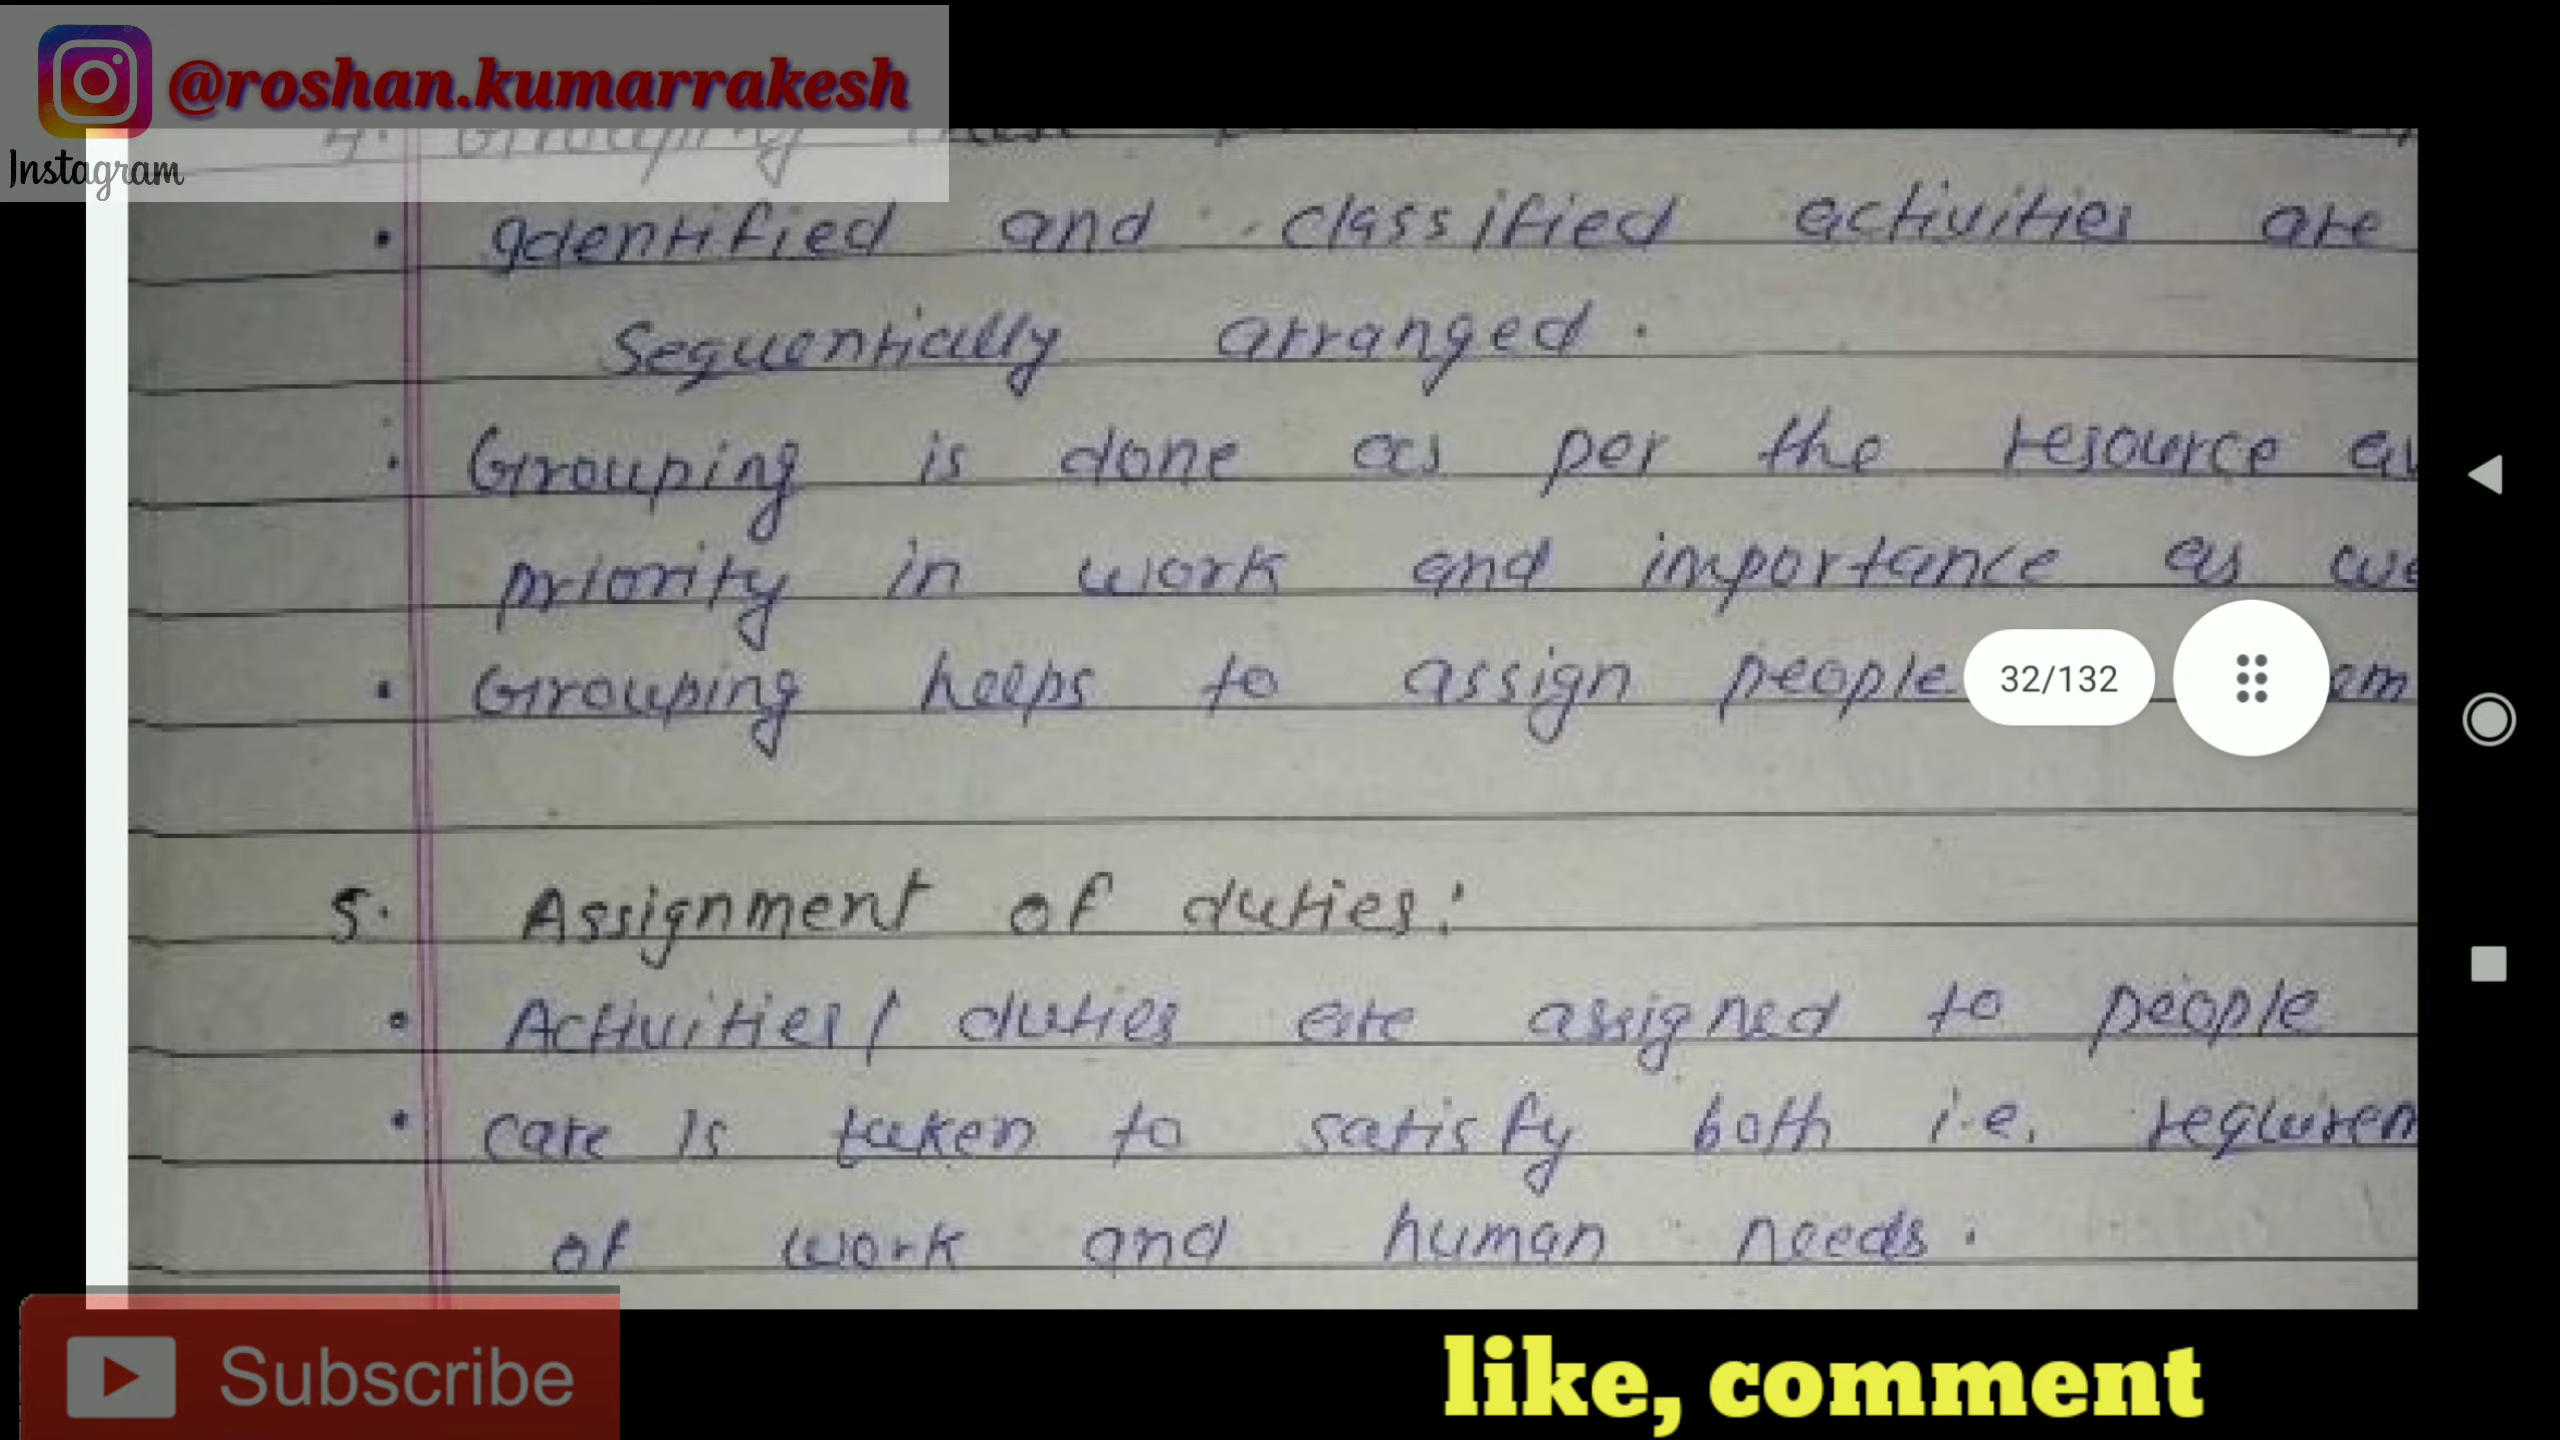 @roshan.kumarrakesh
Instagram
4. Grouping
• Identified and classified activities are
Sequentially arranged.
• Grouping is done as per the resource
priority in work and importance as
• Grouping helps to assign people
32/132
5. Assignment of duties:
• Activities/ duties are assigned to people
• care is taken to satisfy both i.e.
of work and human needs.
Subscribe
like, comment